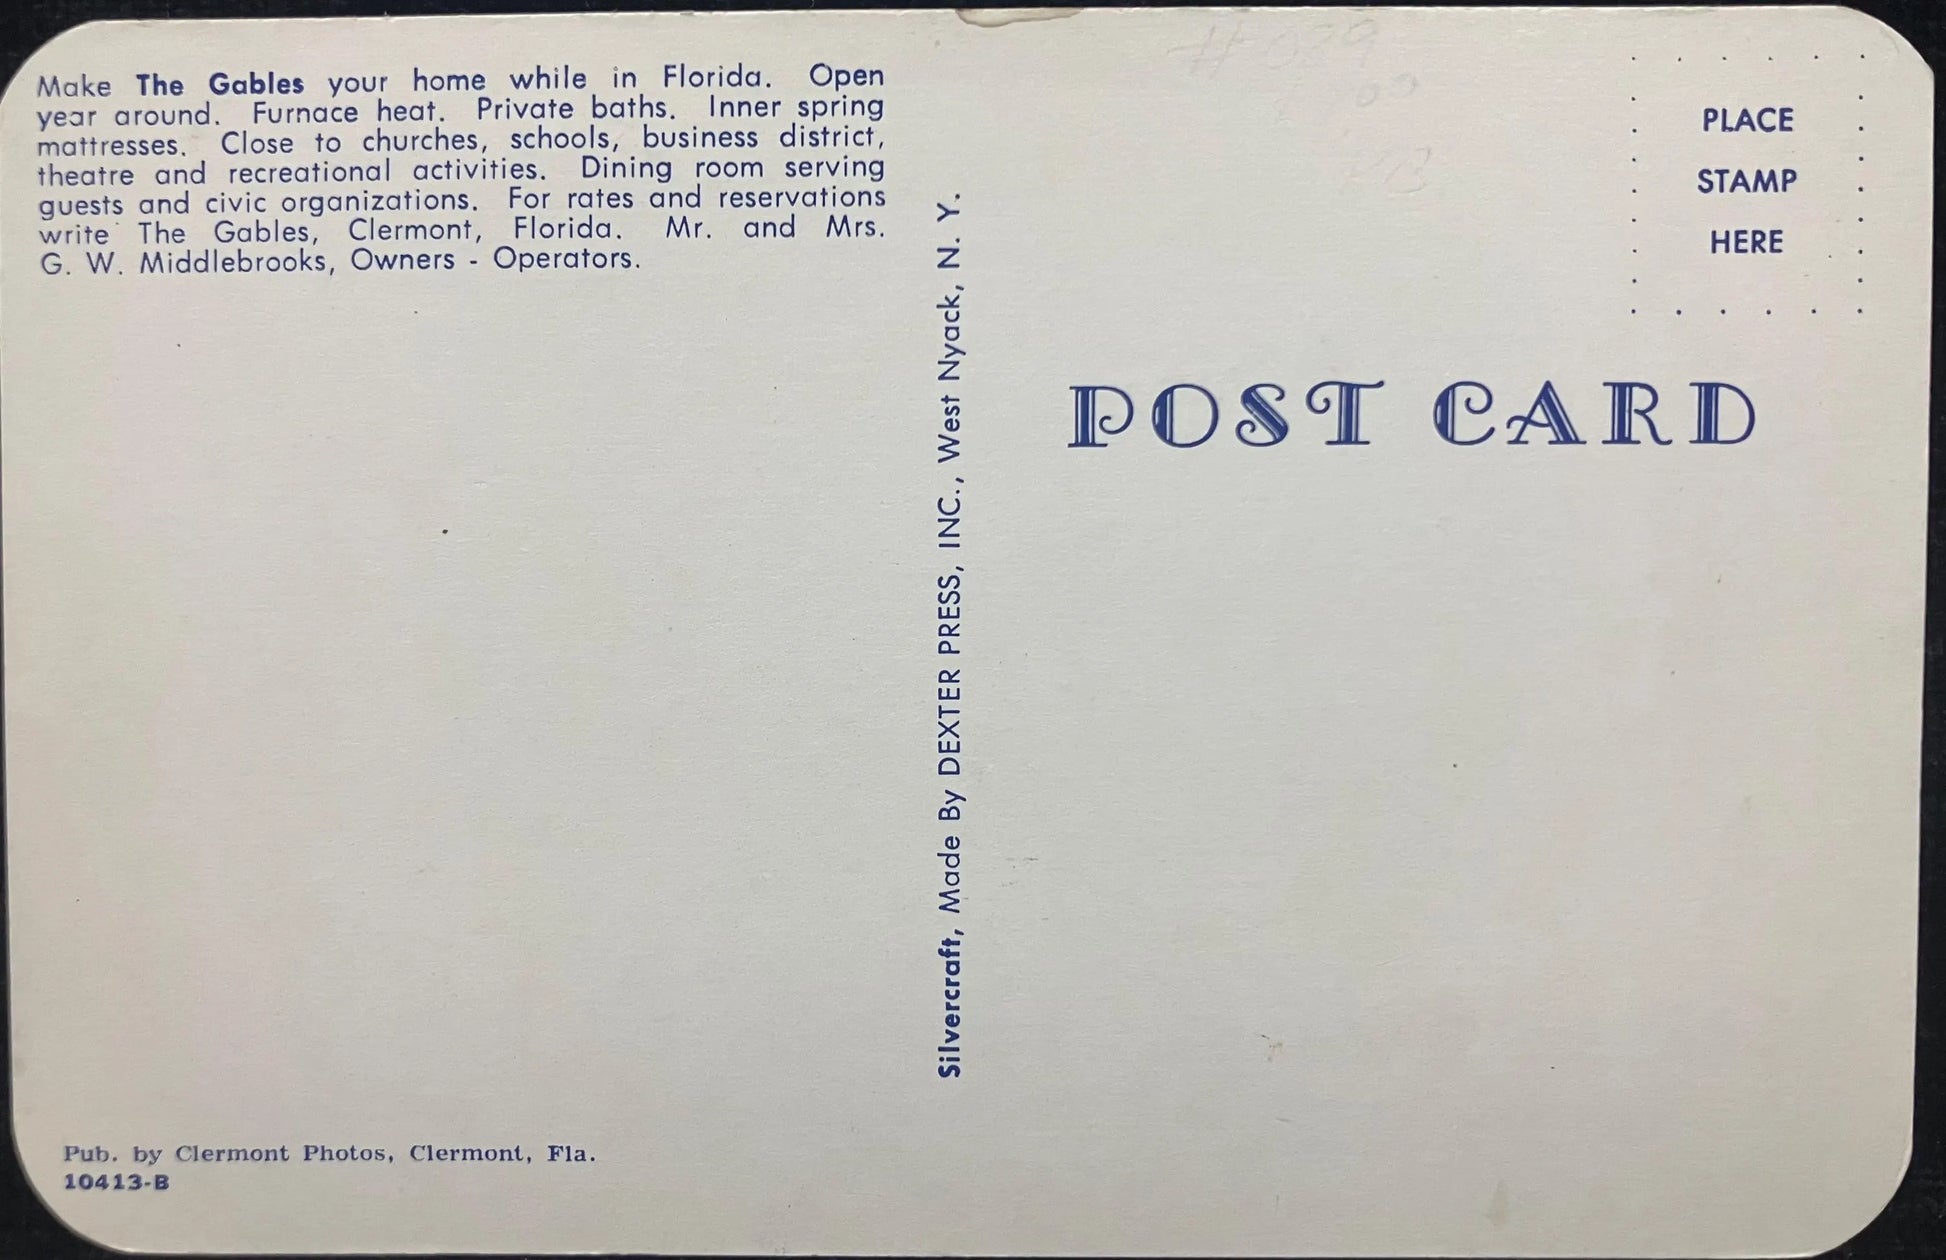 Make The Gables your home while in Florida. Open
year around. Furnace heat. Private baths. Inner spring
mattresses. Close to churches, schools, business district,
theatre and recreational activities. Dining room serving
guests and civic organizations. For rates and reservations
write The Gables, Clermont, Florida. Mr. and Mrs.
G. W. Middlebrooks, Owners - Operators.
Pub. by Clermont Photos, Clermont, Fla.
10413-B
Silvercraft, Made By DEXTER PRESS, INC., West Nyack, N. Y.
PLACE
STAMP
HERE
POST CARD